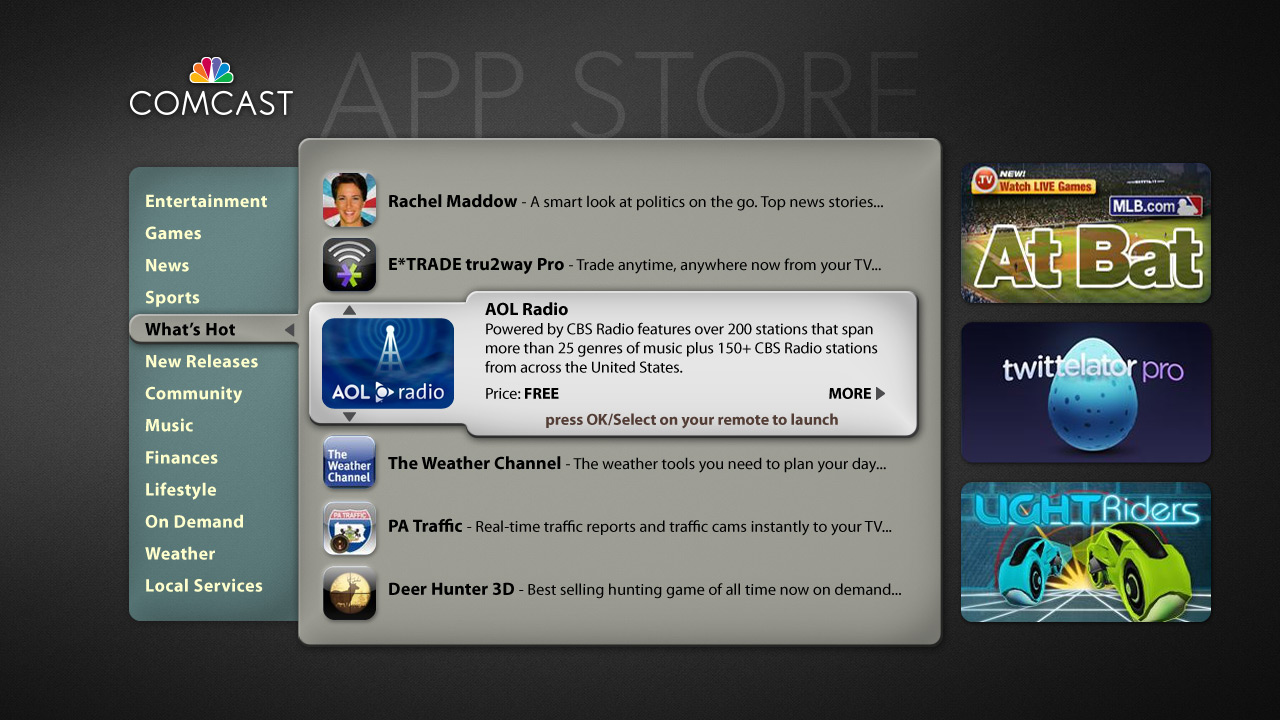 APP STORE
COMCAST
Entertainment
Games
News
Sports
What's Hot
New Releases
Community
Music
Finances
Lifestyle
On Demand
Weather
Local Services
Rachel Maddow - A smart look at politics on the go. Top news stories...
E*TRADE tru2way Pro - Trade anytime, anywhere now from your TV...
AOL radio
AOL Radio
Powered by CBS Radio features over 200 stations that span
more than 25 genres of music plus 150+ CBS Radio stations
from across the United States.
Price: FREE
MORE
press OK/Select on your remote to launch
The
Weather
Channel
The Weather Channel - The weather tools you need to plan your day...
PA TRAFFIC
PA Traffic - Real-time traffic reports and traffic cams instantly to your TV...
Deer Hunter 3D - Best selling hunting game of all time now on demand...
.TV
NEW!
Watch LIVE Games
MLB.com
At Bat
twittelator pro
LIGHT Riders